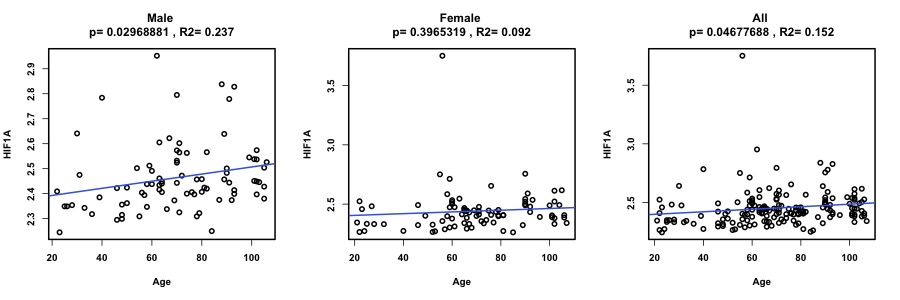 Male
p= 0.02968881 , R2= 0.237
HIF1A
2.9
2.8
2.7
2.6
2.5
2.4
2.3
20 40 60 80 100
Age
Female
p= 0.3965319 , R2= 0.092
HIF1A
3.5
3.0
2.5
20 40 60 80 100
Age
All
p= 0.04677688 , R2= 0.152
HIF1A
3.5
3.0
2.5
20 40 60 80 100
Age